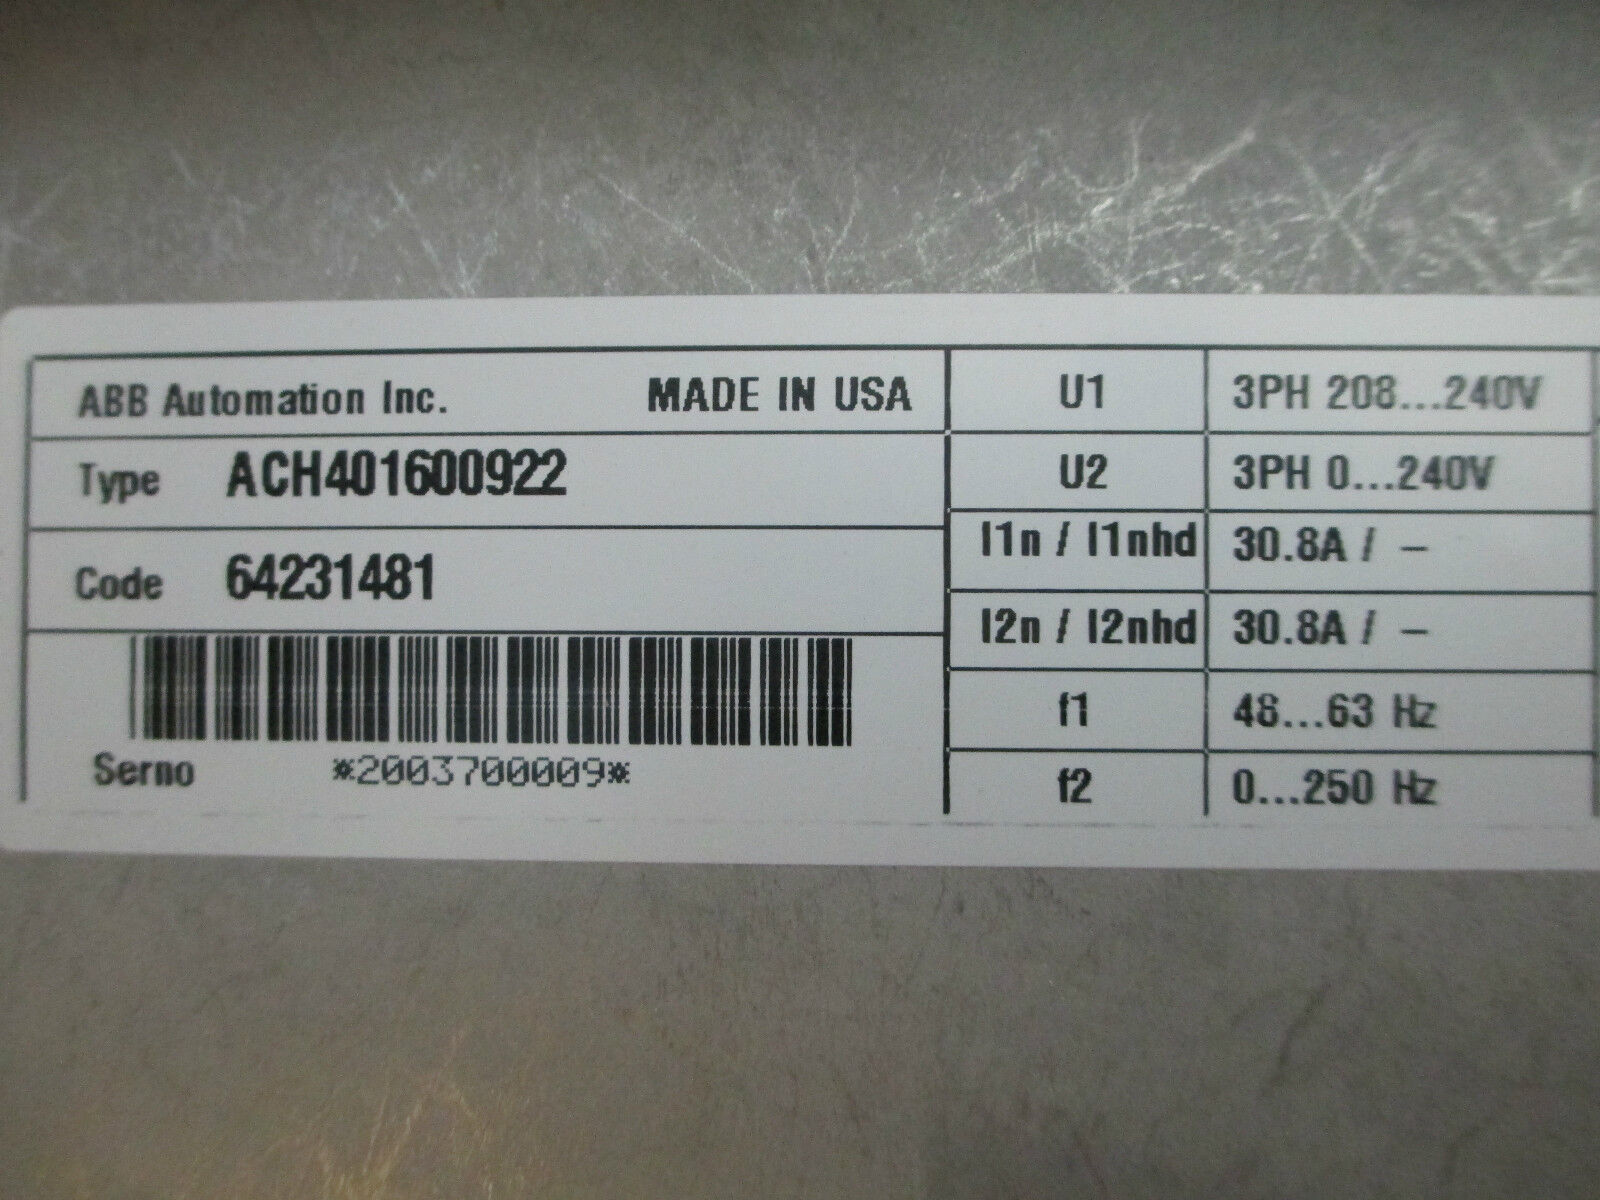 ABB Automation Inc. MADE IN USA
Type ACH401600922
Code 64231481
Serno *2003700009*
U1 3PH 208...240V
U2 3PH 0...240V
I1n / I1nhd 30.8A / –
I2n / I2nhd 30.8A / –
f1 48...63 Hz
f2 0...250 Hz